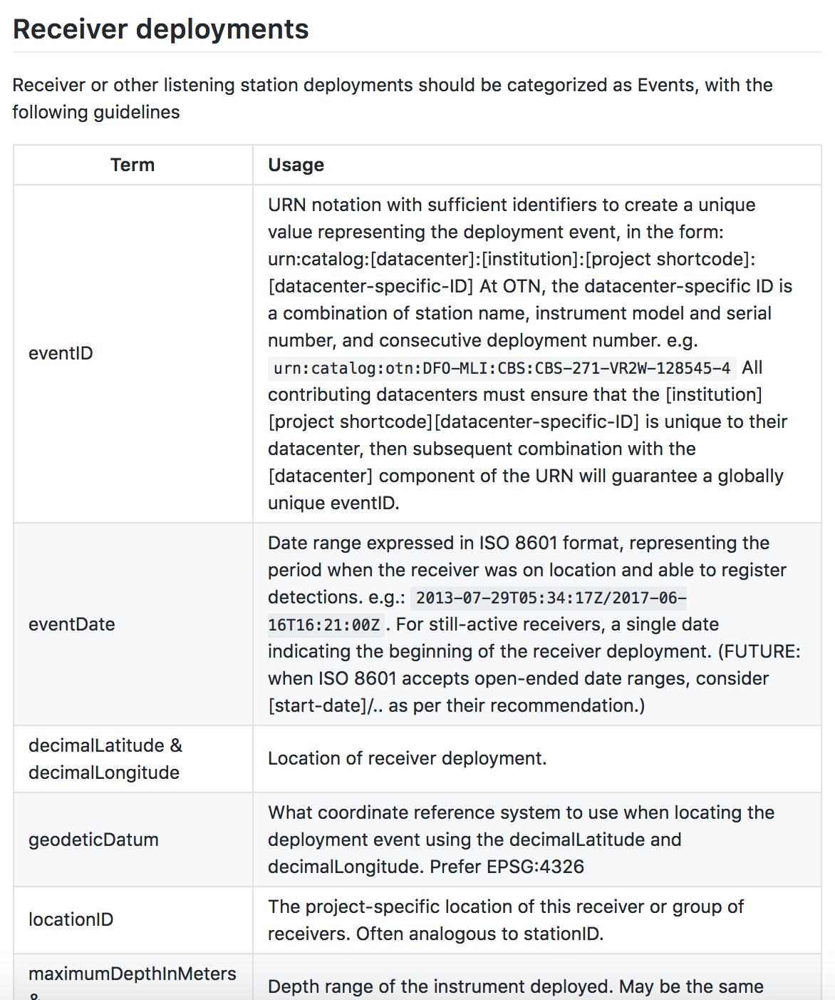 Receiver deployments
Receiver or other listening station deployments should be categorized as Events, with the
following guidelines
Term
Usage
eventID
URN notation with sufficient identifiers to create a unique
value representing the deployment event, in the form:
urn:catalog:[datacenter]:[institution]:[project shortcode]:
[datacenter-specific-ID] At OTN, the datacenter-specific ID is
a combination of station name, instrument model and serial
number, and consecutive deployment number. e.g.
urn:catalog:otn:DFO-MLI:CBS:CBS-271-VR2W-128545-4 All
contributing datacenters must ensure that the [institution]
[project shortcode][datacenter-specific-ID] is unique to their
datacenter, then subsequent combination with the
[datacenter] component of the URN will guarantee a globally
unique eventID.
eventDate
Date range expressed in ISO 8601 format, representing the
period when the receiver was on location and able to register
detections. e.g.: 2013-07-29T05:34:17Z/2017-06-
16T16:21:00Z . For still-active receivers, a single date
indicating the beginning of the receiver deployment. (FUTURE:
when ISO 8601 accepts open-ended date ranges, consider
[start-date]/.. as per their recommendation.)
decimalLatitude &
decimalLongitude
Location of receiver deployment.
geodeticDatum
What coordinate reference system to use when locating the
deployment event using the decimalLatitude and
decimalLongitude. Prefer EPSG:4326
locationID
The project-specific location of this receiver or group of
receivers. Often analogous to stationID.
maximumDepthInMeters
&
Depth range of the instrument deployed. May be the same